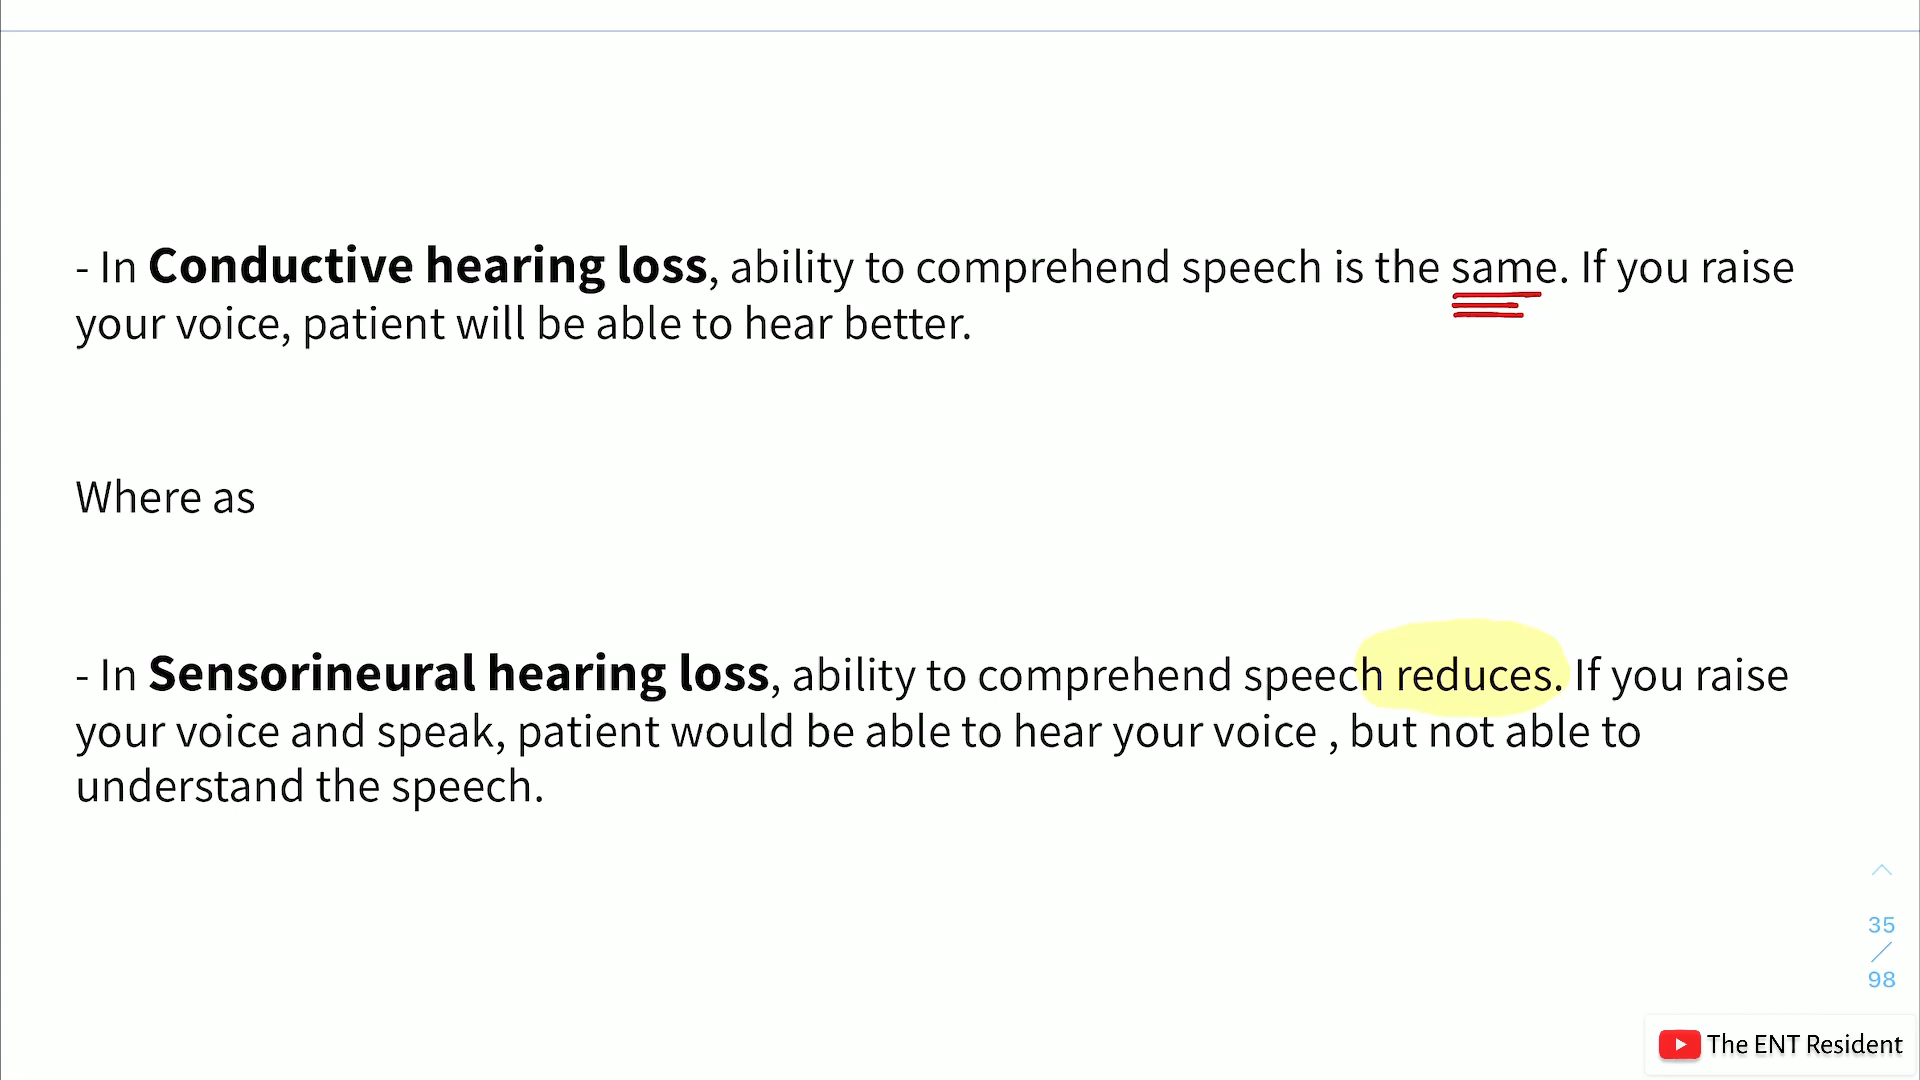 - In Conductive hearing loss, ability to comprehend speech is the same. If you raise
your voice, patient will be able to hear better.
Where as
- In Sensorineural hearing loss, ability to comprehend speech reduces. If you raise
your voice and speak, patient would be able to hear your voice , but not able to
understand the speech.
35
/
98
The ENT Resident